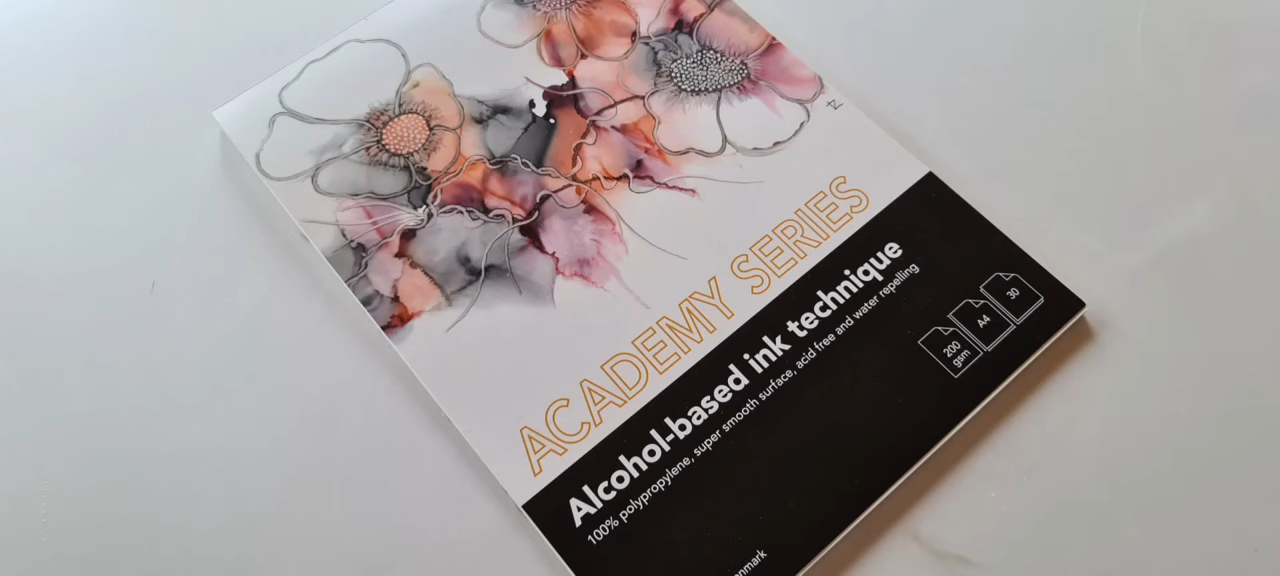 ACADEMY SERIES
Alcohol-based ink technique
100% polypropylene, super smooth surface, acid free and water repelling
200
gsm
A4
30